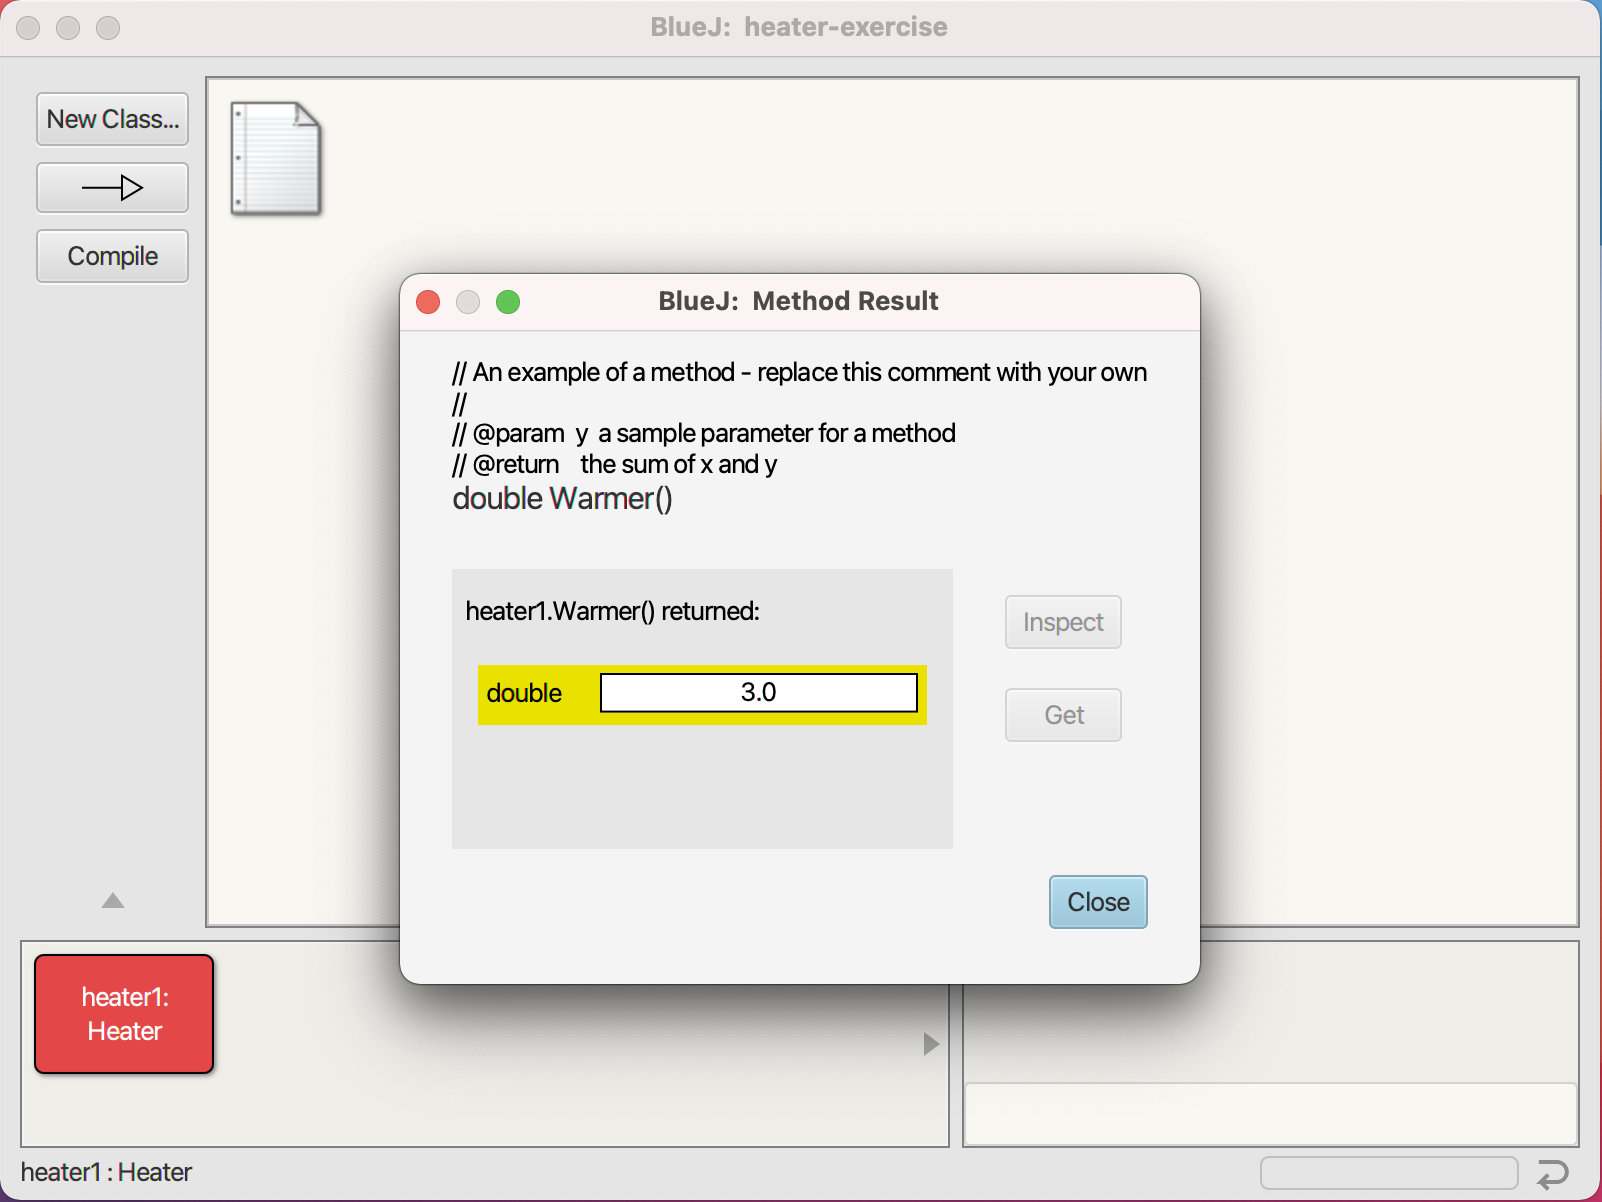 BlueJ: heater-exercise
New Class...
Compile
BlueJ: Method Result
// An example of a method - replace this comment with your own
//
// @param y a sample parameter for a method
// @return the sum of x and y
double Warmer()
heater1.Warmer() returned:
double 3.0
Inspect
Get
Close
heater1:
Heater
heater1 : Heater